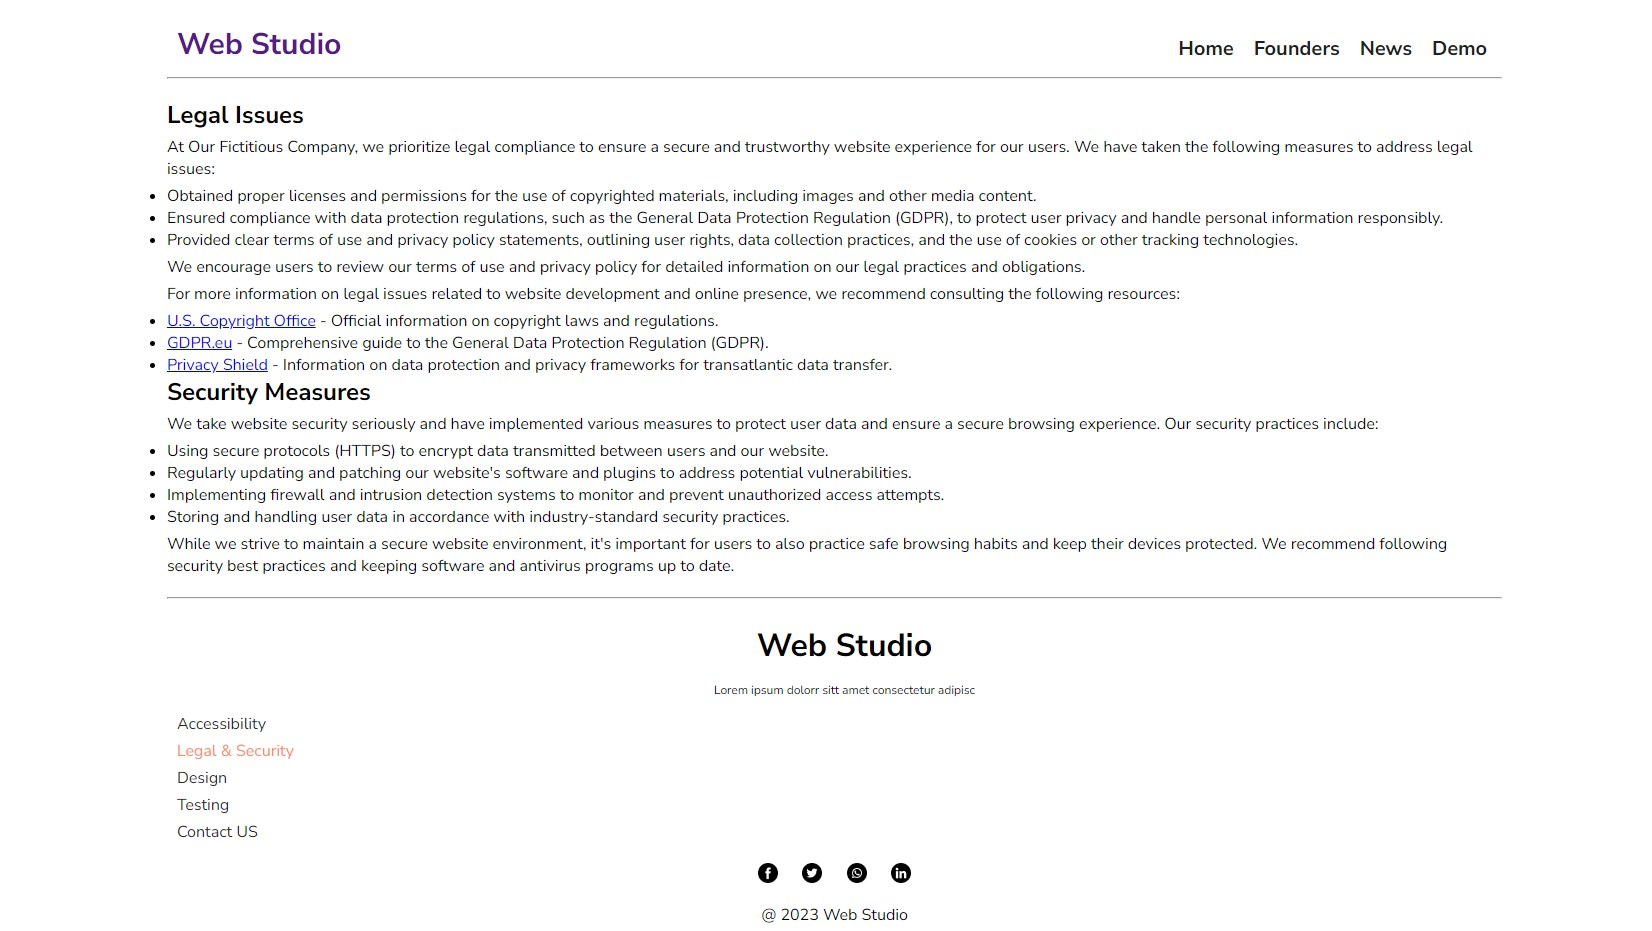 Web Studio
Home Founders News Demo
Legal Issues
At Our Fictitious Company, we prioritize legal compliance to ensure a secure and trustworthy website experience for our users. We have taken the following measures to address legal
issues:
Obtained proper licenses and permissions for the use of copyrighted materials, including images and other media content.
Ensured compliance with data protection regulations, such as the General Data Protection Regulation (GDPR), to protect user privacy and handle personal information responsibly.
Provided clear terms of use and privacy policy statements, outlining user rights, data collection practices, and the use of cookies or other tracking technologies.
We encourage users to review our terms of use and privacy policy for detailed information on our legal practices and obligations.
For more information on legal issues related to website development and online presence, we recommend consulting the following resources:
U.S. Copyright Office - Official information on copyright laws and regulations.
GDPR.eu - Comprehensive guide to the General Data Protection Regulation (GDPR).
Privacy Shield - Information on data protection and privacy frameworks for transatlantic data transfer.
Security Measures
We take website security seriously and have implemented various measures to protect user data and ensure a secure browsing experience. Our security practices include:
Using secure protocols (HTTPS) to encrypt data transmitted between users and our website.
Regularly updating and patching our website's software and plugins to address potential vulnerabilities.
Implementing firewall and intrusion detection systems to monitor and prevent unauthorized access attempts.
Storing and handling user data in accordance with industry-standard security practices.
While we strive to maintain a secure website environment, it's important for users to also practice safe browsing habits and keep their devices protected. We recommend following
security best practices and keeping software and antivirus programs up to date.
Web Studio
Lorem ipsum dolorr sitt amet consectetur adipisc
Accessibility
Legal & Security
Design
Testing
Contact US
@ 2023 Web Studio